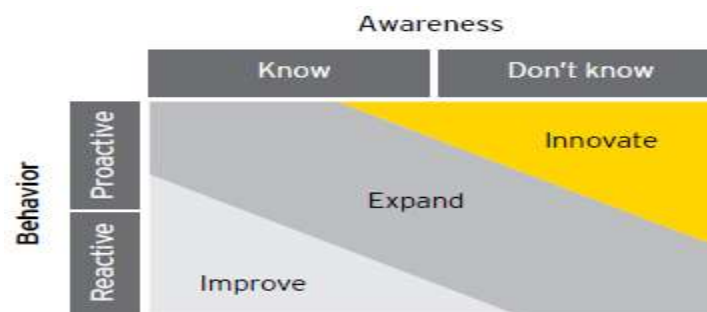 Awareness
Know
Don't know
Behavior
Proactive
Reactive
Innovate
Expand
Improve